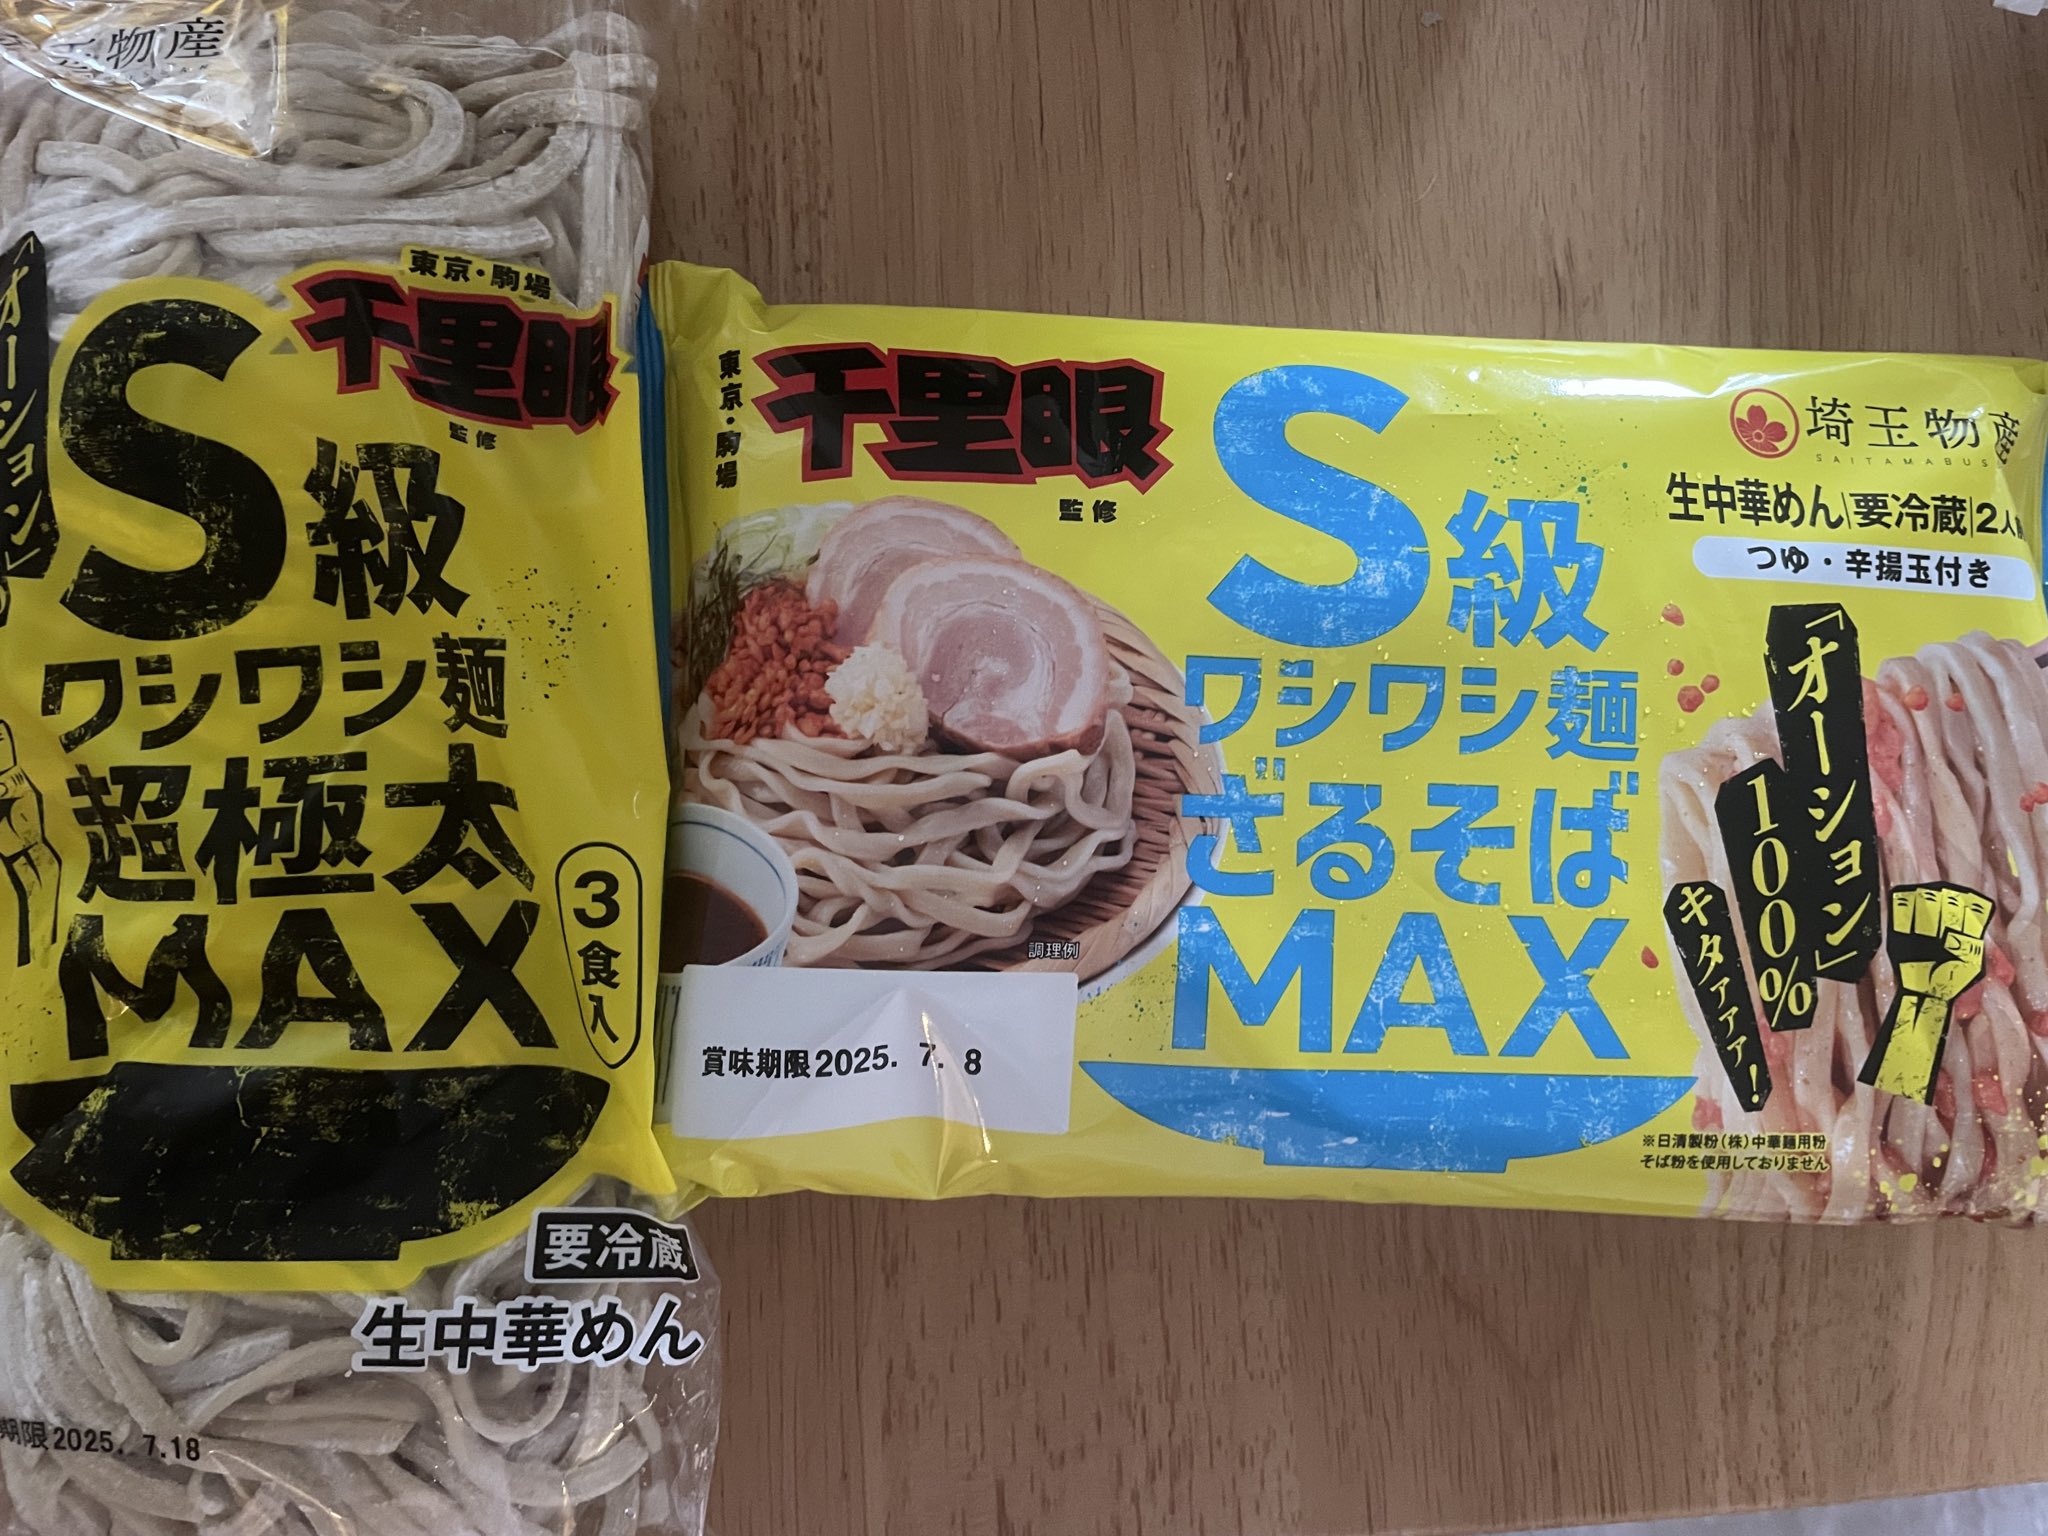 物産
「オーション」
東京・駒場
千里眼
監修
S級
ワシワシ麺
超極太
MAX
3食入
要冷蔵
生中華めん
期限2025. 7.18
東京・駒場
千里眼
監修
S級
ワシワシ麺
ざるそば
MAX
調理例
賞味期限2025. 7. 8
埼玉物産
SAITAMABUS
生中華めん|要冷蔵|2人
つゆ・辛揚玉付き
「オーション」
100%
キタァァァ!
※日清製粉(株)中華麺用粉
そば粉を使用しておりません